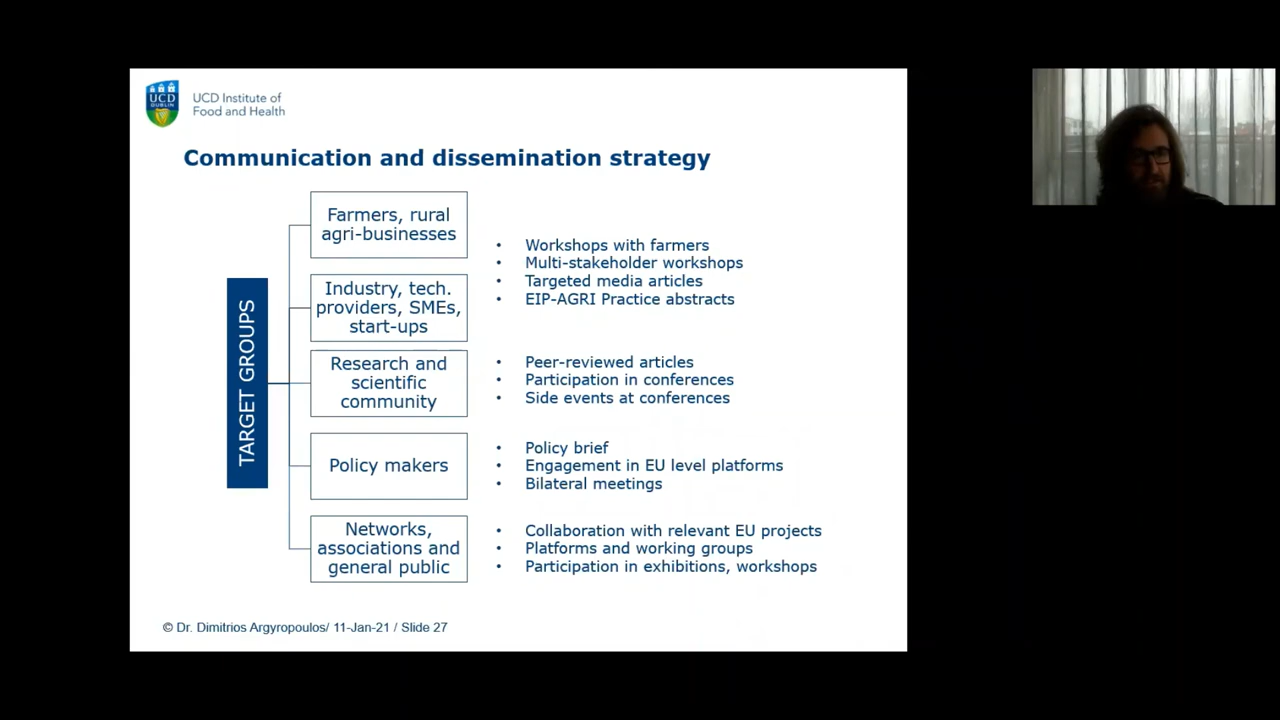 UCD
DUBLIN
UCD Institute of
Food and Health
Communication and dissemination strategy
TARGET GROUPS
Farmers, rural
agri-businesses
Industry, tech.
providers, SMEs,
start-ups
• Workshops with farmers
• Multi-stakeholder workshops
• Targeted media articles
• EIP-AGRI Practice abstracts
Research and
scientific
community
• Peer-reviewed articles
• Participation in conferences
• Side events at conferences
Policy makers
• Policy brief
• Engagement in EU level platforms
• Bilateral meetings
Networks,
associations and
general public
• Collaboration with relevant EU projects
• Platforms and working groups
• Participation in exhibitions, workshops
© Dr. Dimitrios Argyropoulos/ 11-Jan-21 / Slide 27